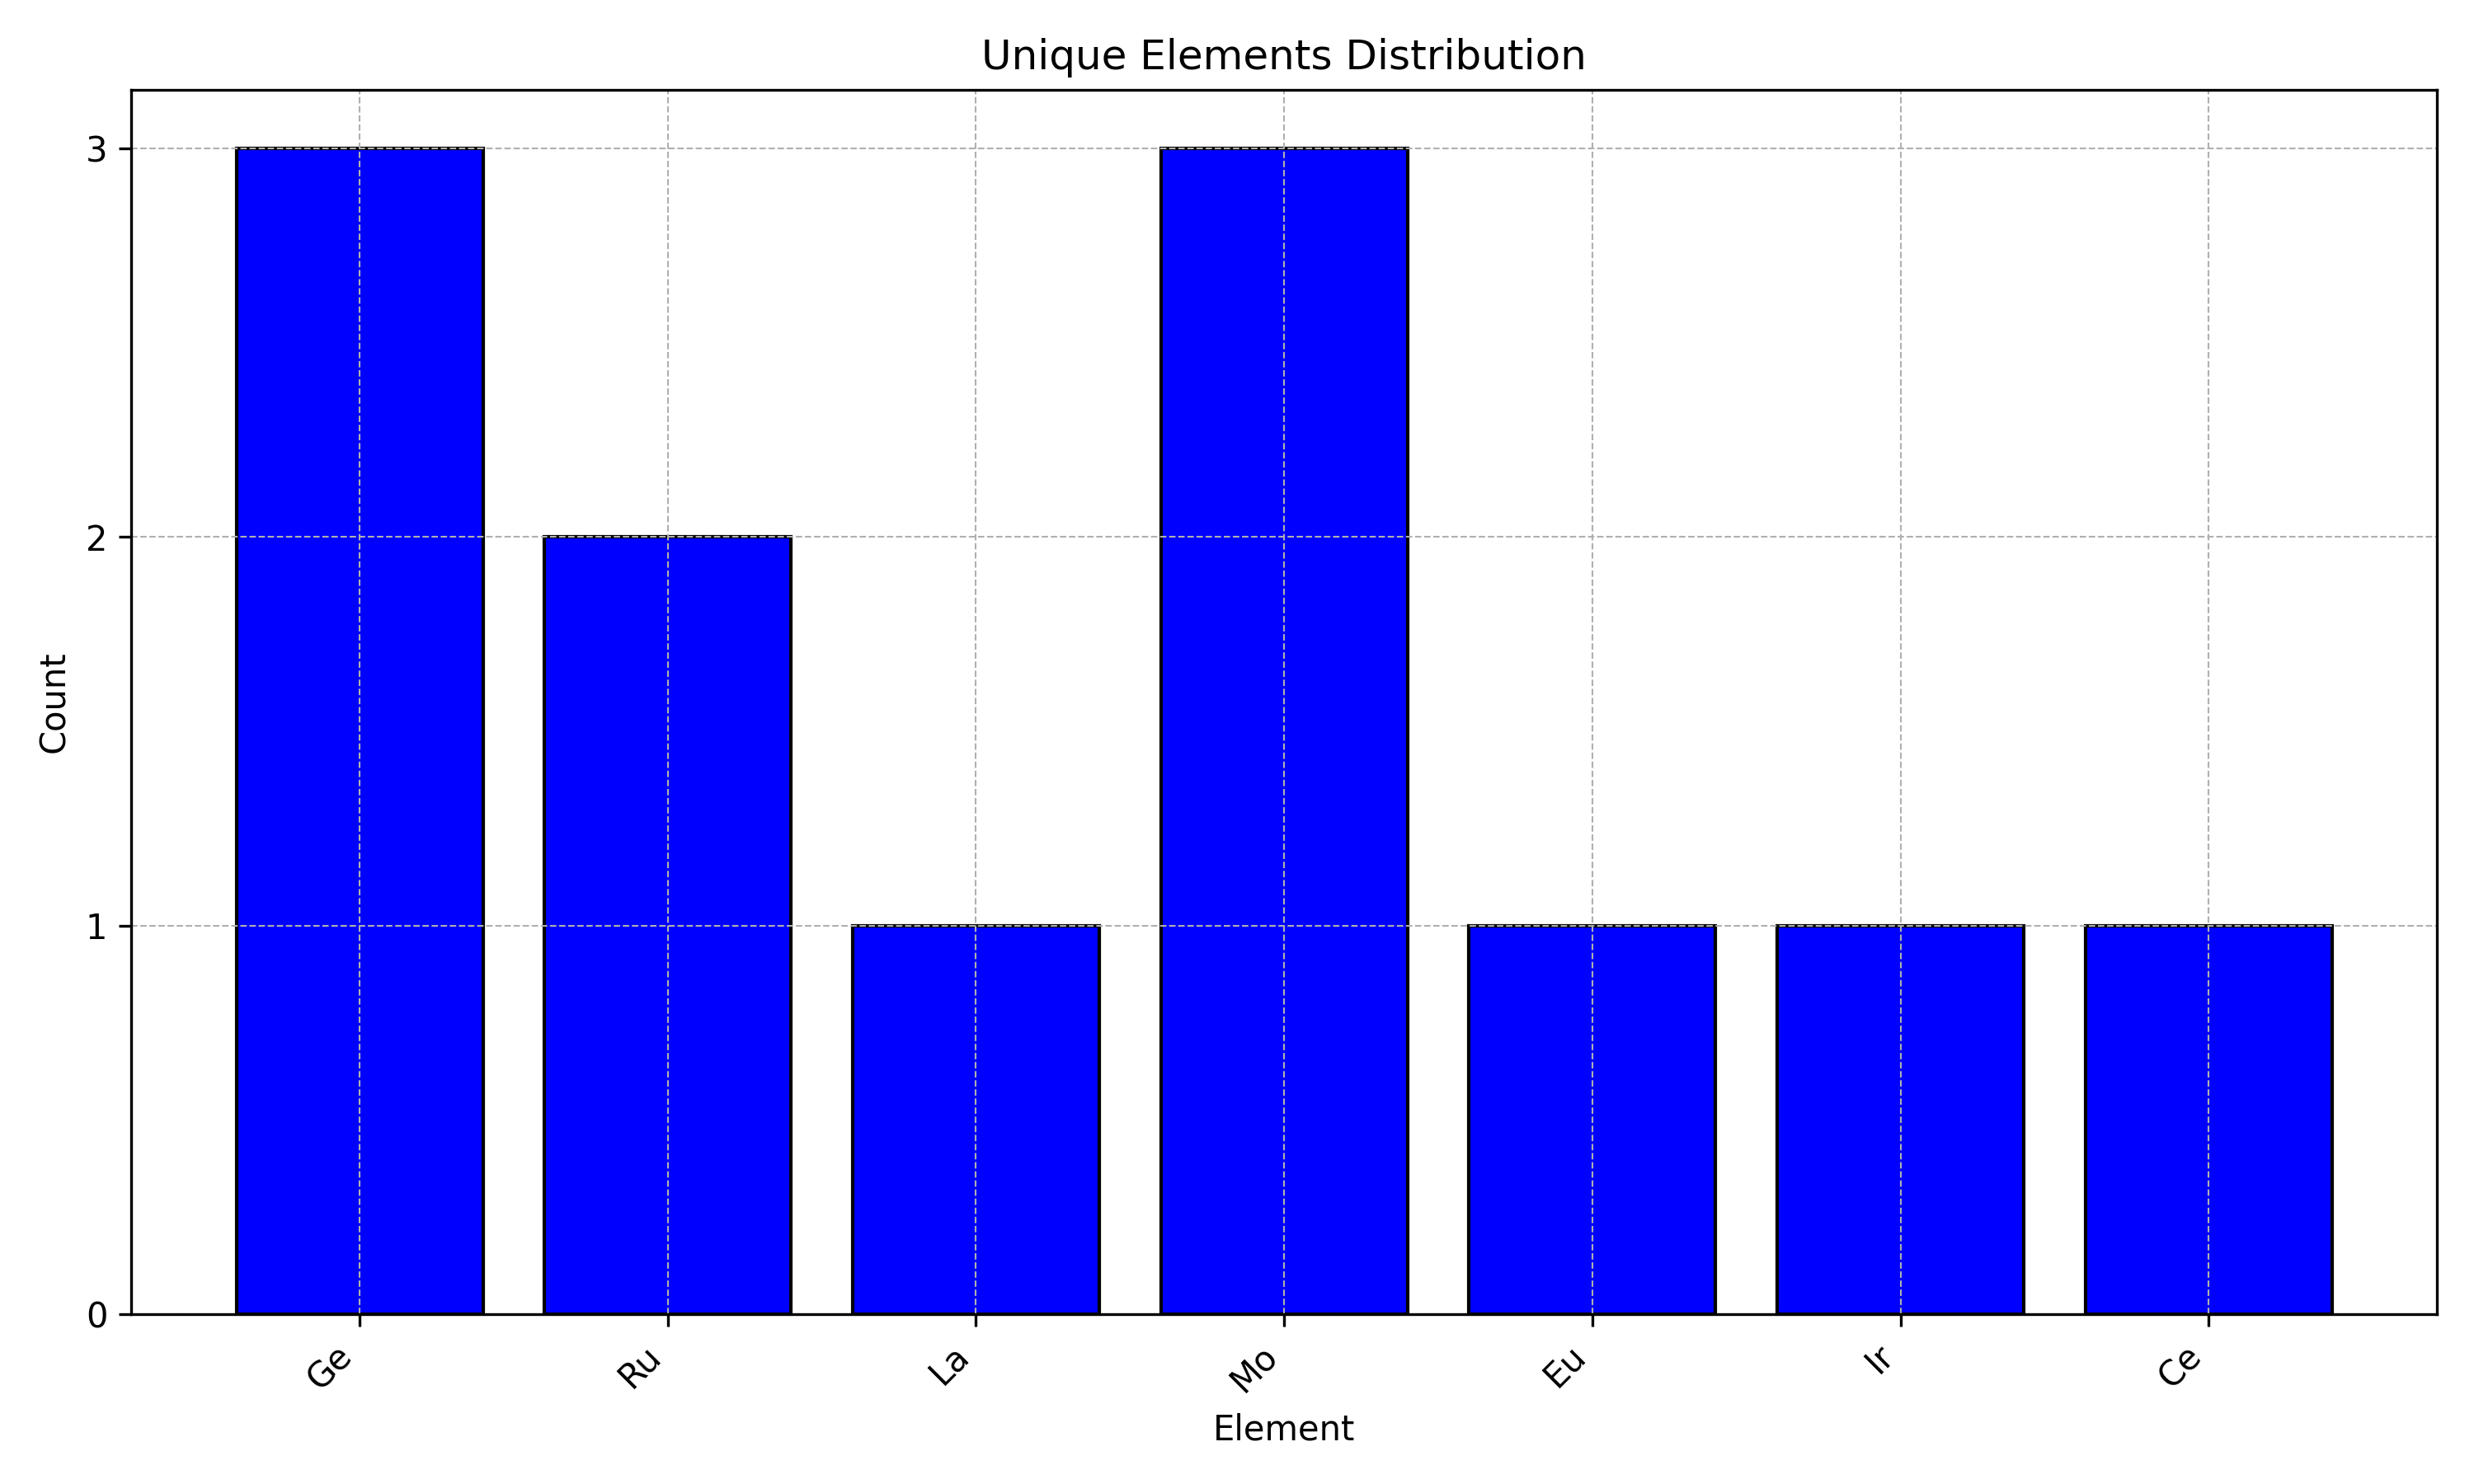 Unique Elements Distribution
Count
3
2
1
0
Ge Ru La Mo Eu Ir Ce
Element